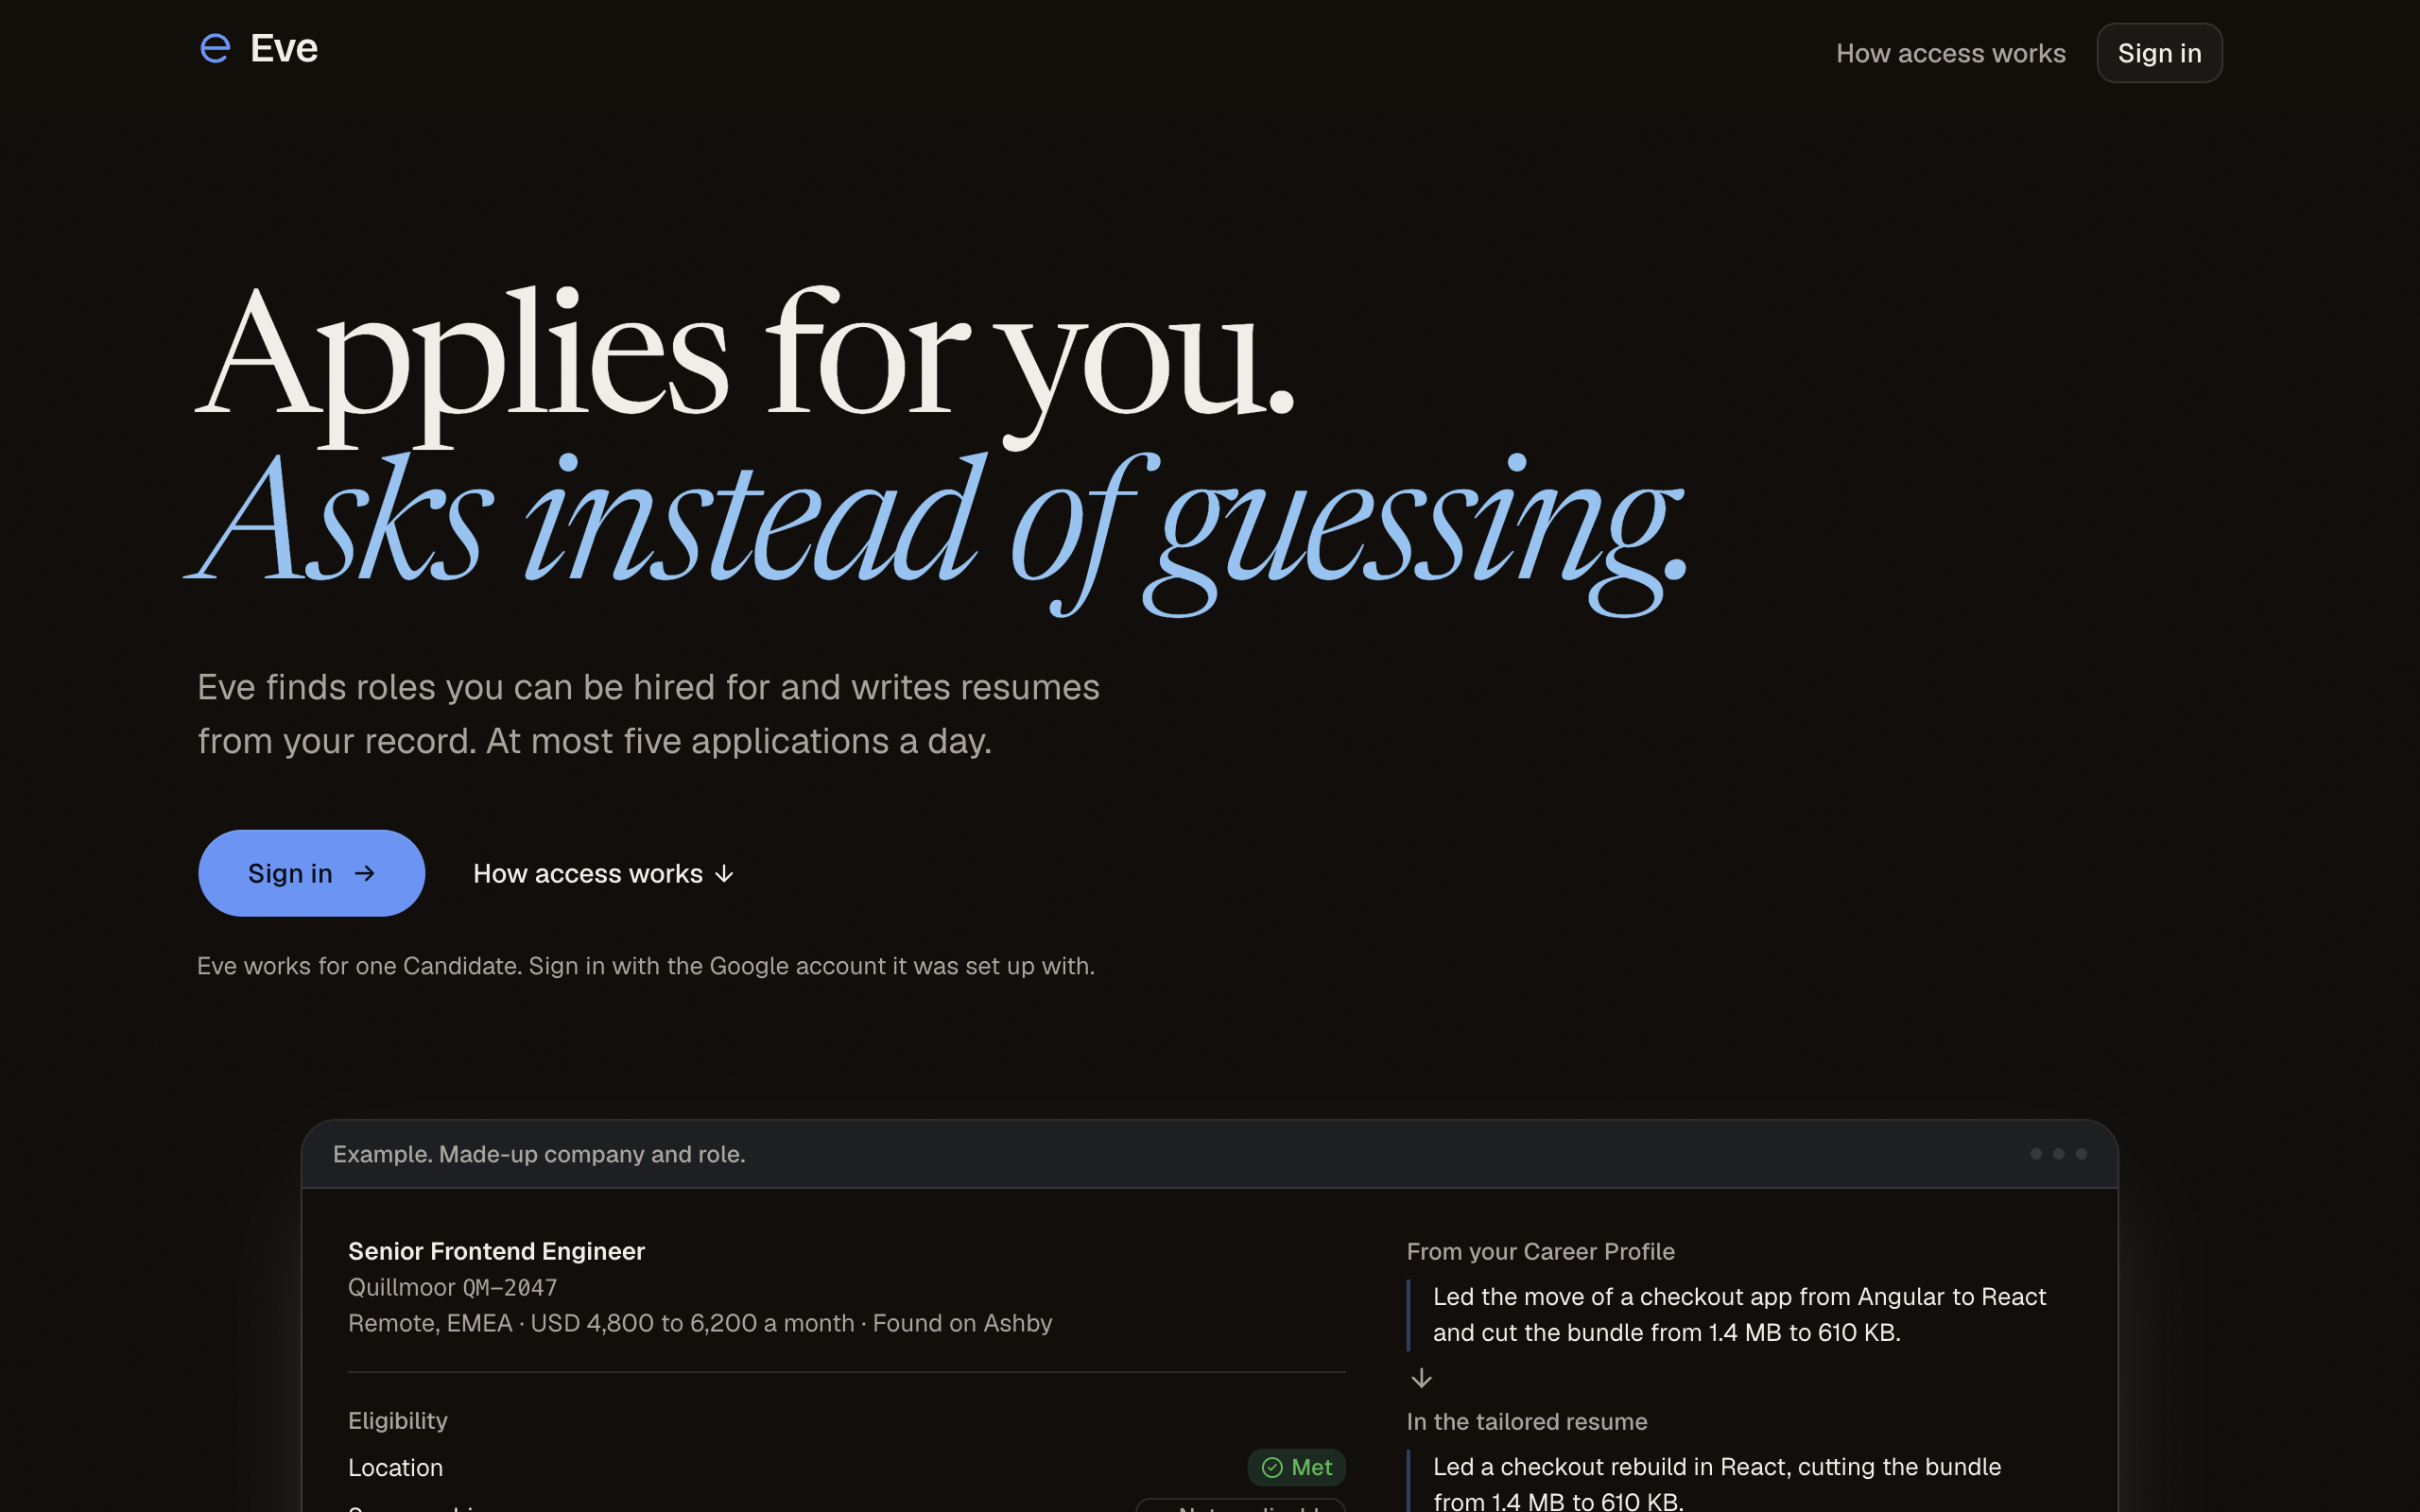 Eve
How access works
Sign in
Applies for you.
Asks instead of guessing.
Eve finds roles you can be hired for and writes resumes
from your record. At most five applications a day.
Sign in →
How access works ↓
Eve works for one Candidate. Sign in with the Google account it was set up with.
Example. Made-up company and role.
Senior Frontend Engineer
Quillmoor QM-2047
Remote, EMEA · USD 4,800 to 6,200 a month · Found on Ashby
Eligibility
Location
Met
From your Career Profile
Led the move of a checkout app from Angular to React
and cut the bundle from 1.4 MB to 610 KB.
↓
In the tailored resume
Led a checkout rebuild in React, cutting the bundle
from 1.4 MB to 610 KB.